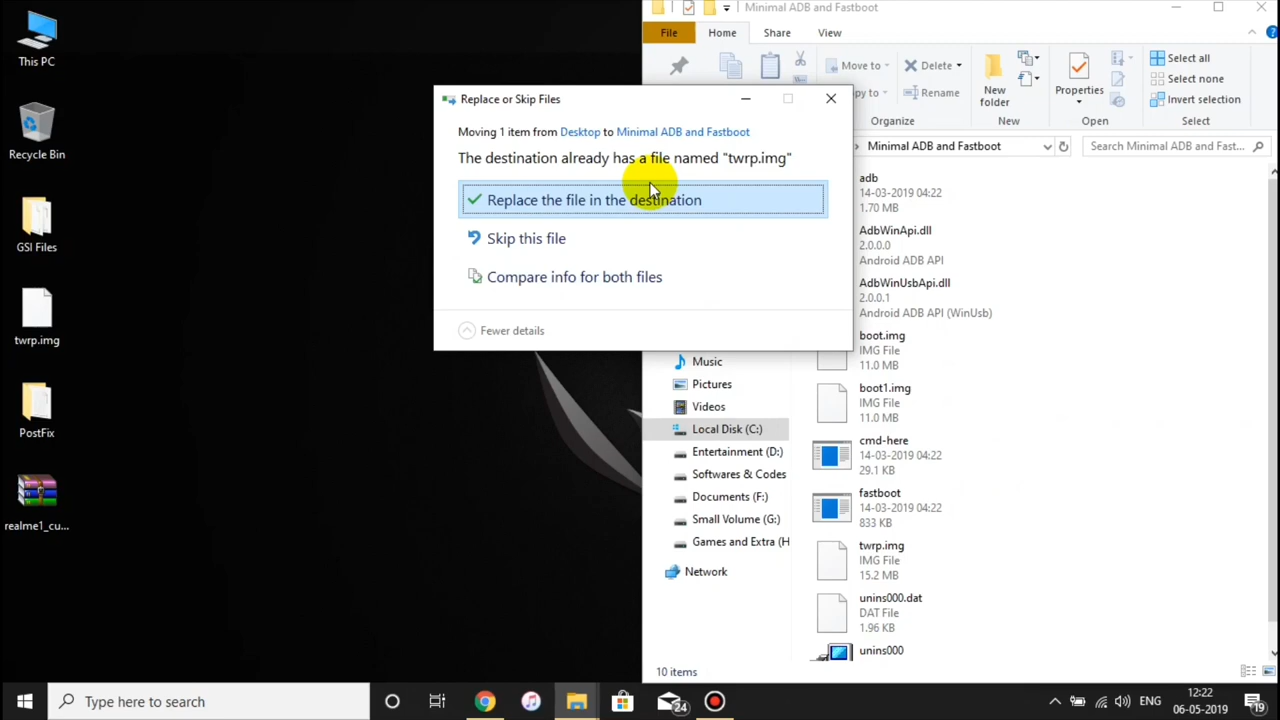 This PC
Recycle Bin
GSI Files
twrp.img
PostFix
realme1_cu...
Minimal ADB and Fastboot
File
Home
Share
View
Move to
Delete
Rename
New
folder
Properties
Select all
Select none
Invert selection
Organize
New
Open
Select
Minimal ADB and Fastboot
Search Minimal ADB and Fast...
Replace or Skip Files
Moving 1 item from Desktop to Minimal ADB and Fastboot
The destination already has a file named "twrp.img"
Replace the file in the destination
Skip this file
Compare info for both files
Fewer details
Music
Pictures
Videos
Local Disk (C:)
Entertainment (D:)
Softwares & Codes
Documents (F:)
Small Volume (G:)
Games and Extra (H
Network
adb
14-03-2019 04:22
1.70 MB
AdbWinApi.dll
2.0.0.0
Android ADB API
AdbWinUsbApi.dll
2.0.0.1
Android ADB API (WinUsb)
boot.img
IMG File
11.0 MB
boot1.img
IMG File
11.0 MB
cmd-here
14-03-2019 04:22
29.1 KB
fastboot
14-03-2019 04:22
833 KB
twrp.img
IMG File
15.2 MB
unins000.dat
DAT File
1.96 KB
unins000
10 items
Type here to search
24
ENG
12:22
06-05-2019
19